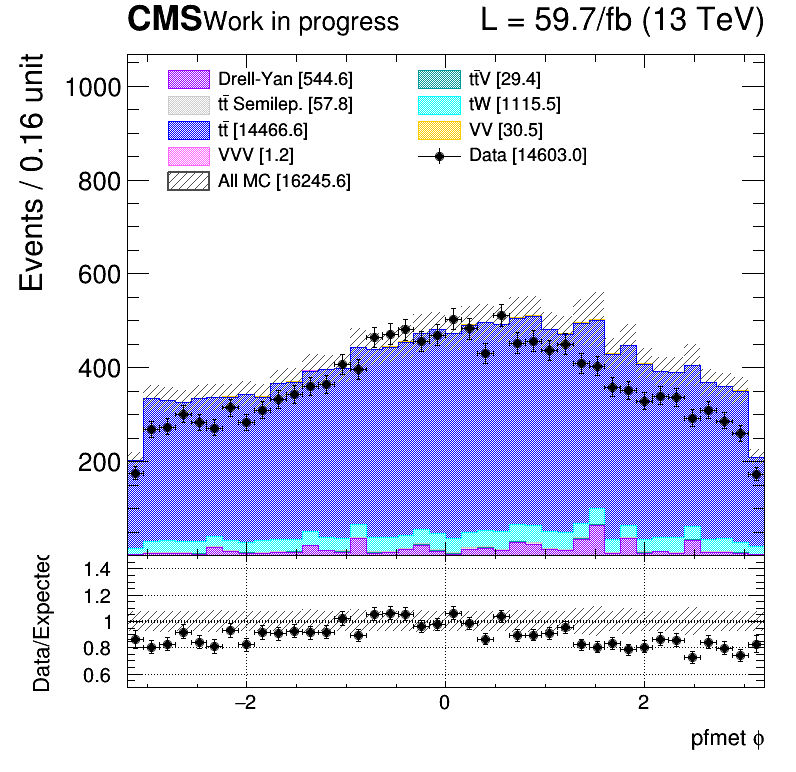 CMS Work in progress L = 59.7/fb (13 TeV)
Events / 0.16 unit
1000
800
600
400
200
Drell-Yan [544.6]
tt̄ Semilep. [57.8]
tt̄ [14466.6]
VVV [1.2]
All MC [16245.6]
tt̄V [29.4]
tW [1115.5]
VV [30.5]
Data [14603.0]
Data/Expected
1.4
1.2
1
0.8
0.6
−2 0 2
pfmet ϕ